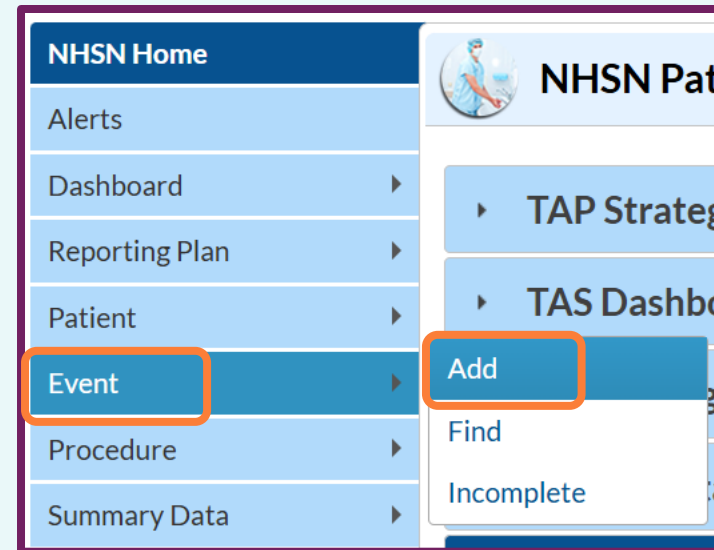 NHSN Home
Alerts
Dashboard
Reporting Plan
Patient
Event
Procedure
Summary Data
NHSN Pat
TAP Strateg
TAS Dashbo
Add
Find
Incomplete